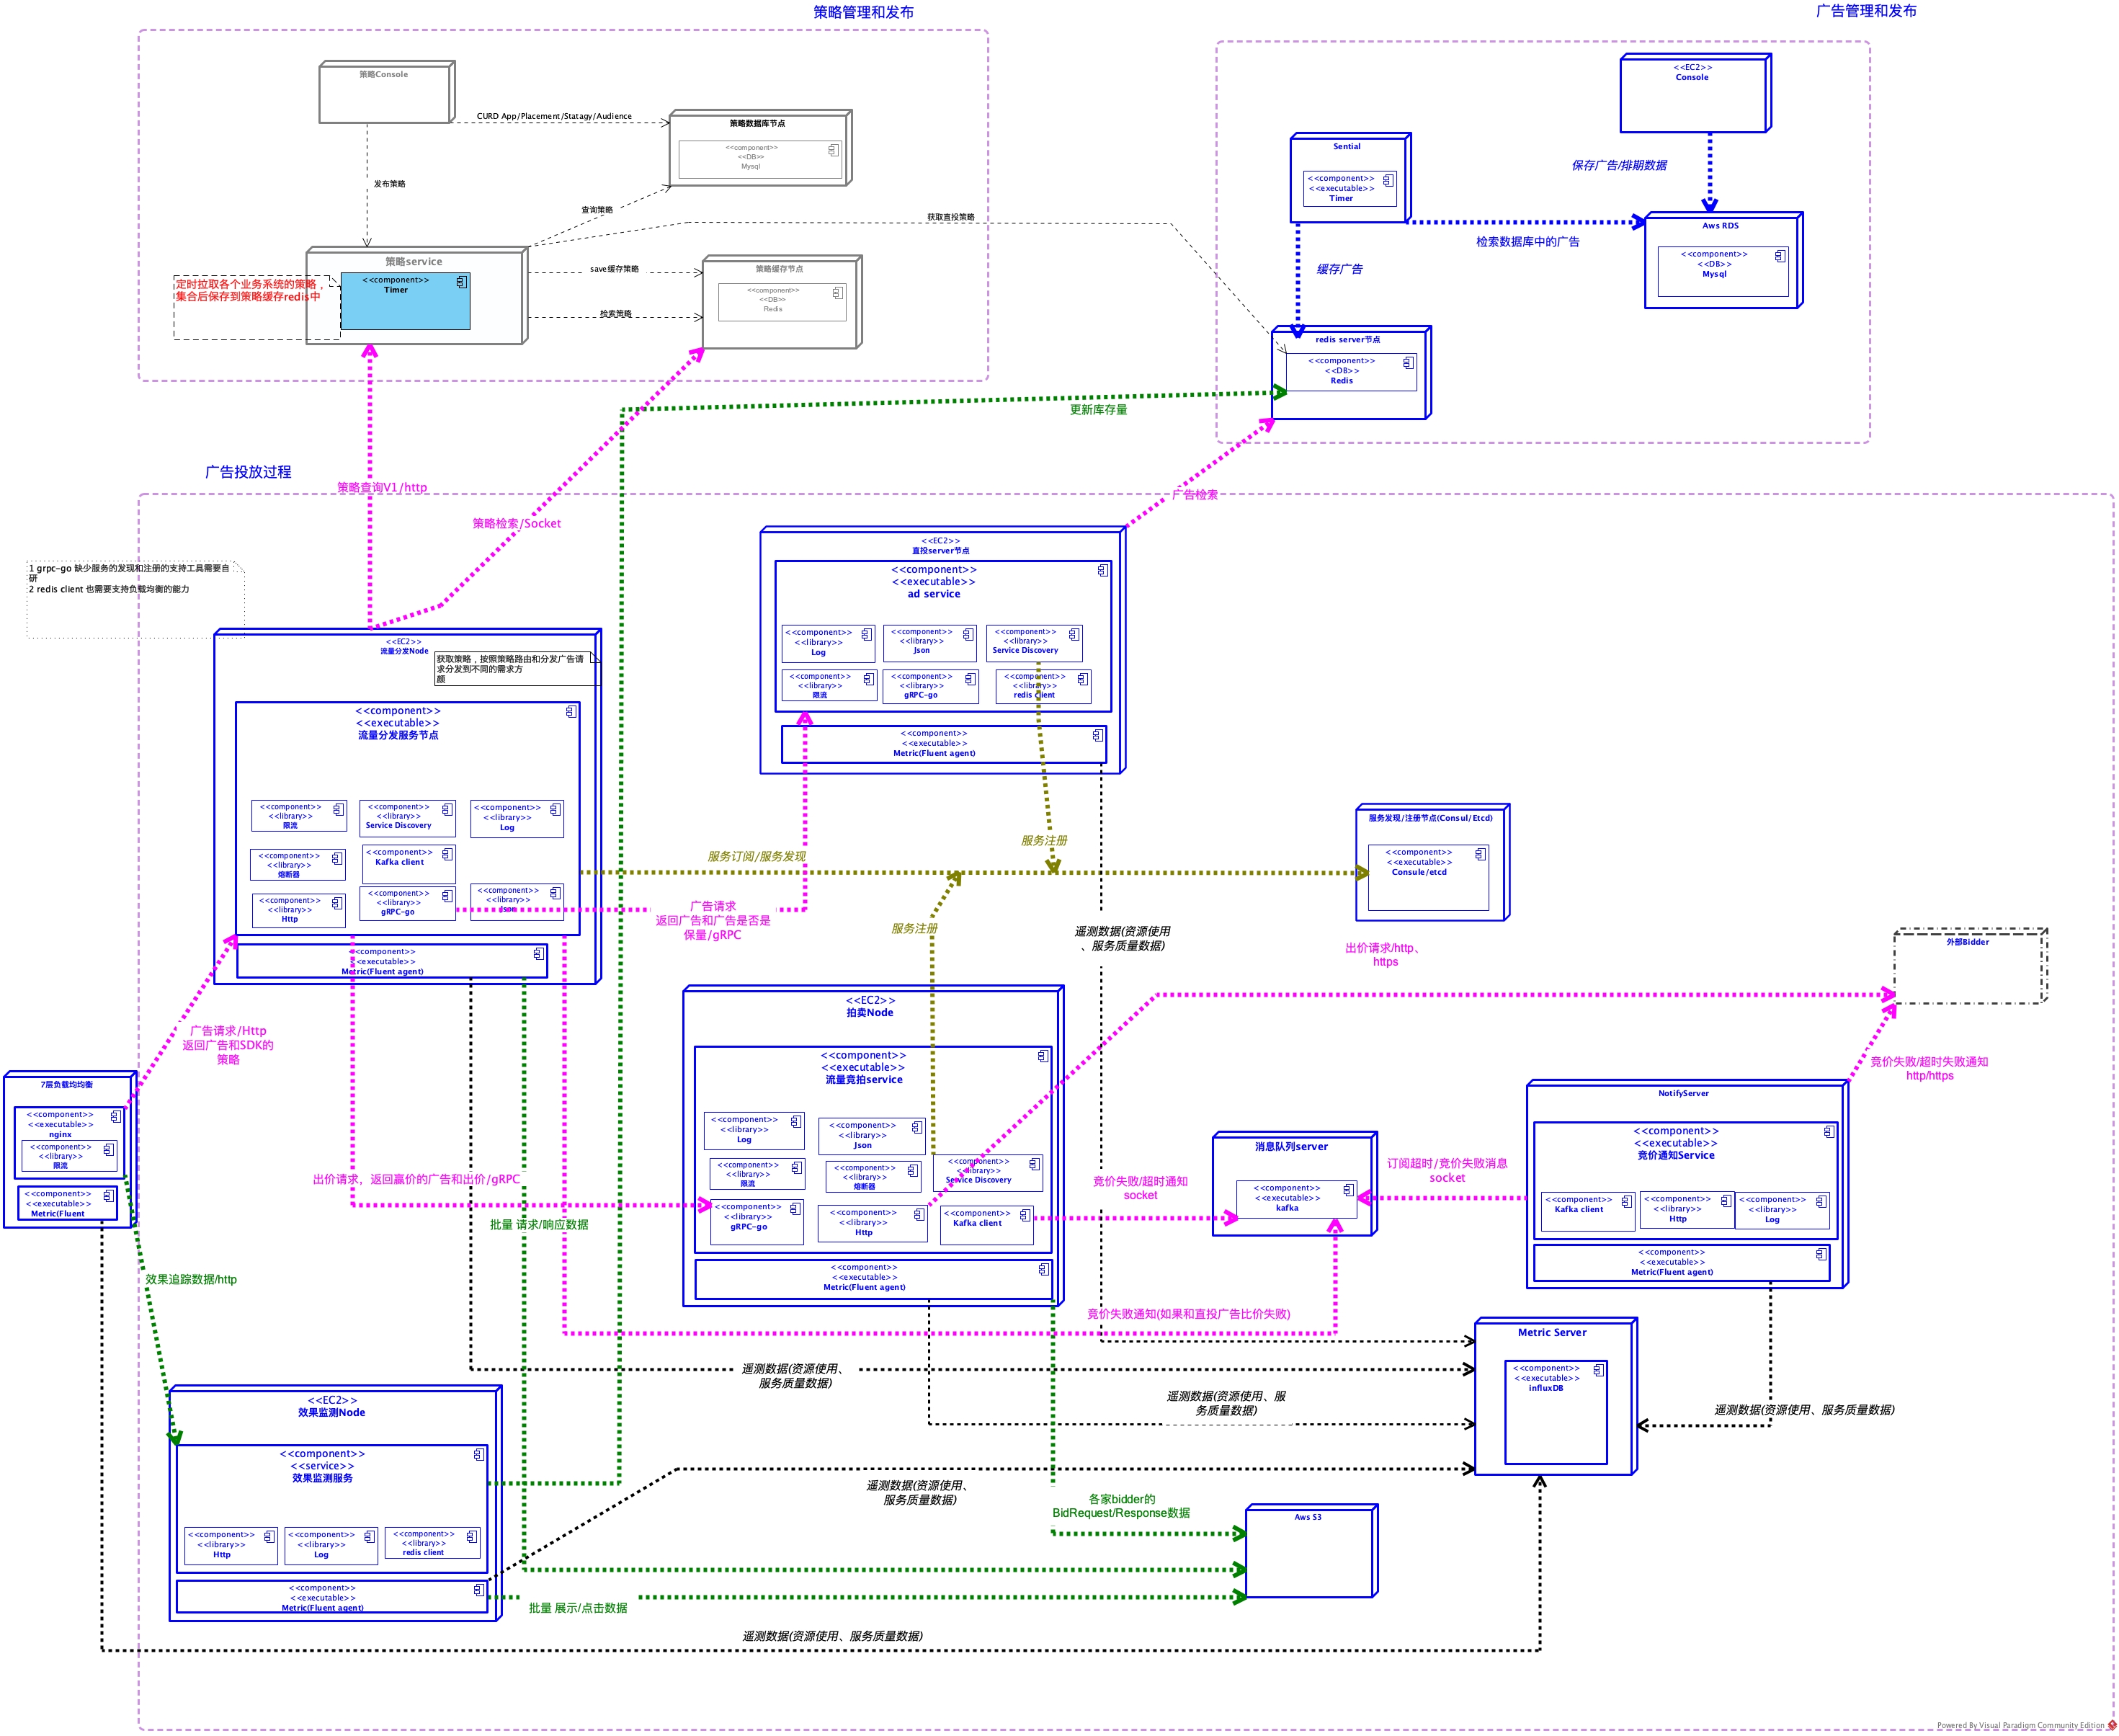 策略管理和发布
广告管理和发布
策略Console
CURD App/Placement/Statagy/Audience
策略数据库节点
<<component>>
<<DB>>
Mysql
发布策略
查询策略
获取直投策略
策略service
<<component>>
Timer
定时拉取各个业务系统的策略，
集合后保存到策略缓存redis中
save缓存策略
检索策略
策略缓存节点
<<component>>
<<DB>>
Redis
<<EC2>>
Console
Sential
<<component>>
<<executable>>
Timer
保存广告/排期数据
检索数据库中的广告
缓存广告
Aws RDS
<<component>>
<<DB>>
Mysql
redis server节点
<<component>>
<<DB>>
Redis
更新库存量
广告投放过程
策略查询V1/http
策略检索/Socket
广告检索
1 grpc-go 缺少服务的发现和注册的支持工具需要自
研
2 redis client 也需要支持负载均衡的能力
<<EC2>>
流量分发Node
获取策略，按照策略路由和分发广告请
求分发到不同的需求方
颜
<<component>>
<<executable>>
流量分发服务节点
<<component>>
<<library>>
限流
<<component>>
<<library>>
Service Discovery
<<component>>
<<library>>
Log
<<component>>
<<library>>
熔断器
<<component>>
Kafka client
<<component>>
<<library>>
Http
<<component>>
<<library>>
gRPC-go
<<component>>
<<library>>
Json
<<component>>
<<executable>>
Metric(Fluent agent)
<<EC2>>
直投server节点
<<component>>
<<executable>>
ad service
<<component>>
<<library>>
Log
<<component>>
<<library>>
Json
<<component>>
<<library>>
Service Discovery
<<component>>
<<library>>
限流
<<component>>
<<library>>
gRPC-go
<<component>>
<<library>>
redis client
<<component>>
<<executable>>
Metric(Fluent agent)
服务订阅/服务发现
服务注册
服务注册
广告请求
返回广告和广告是否是
保量/gRPC
服务发现/注册节点(Consul/Etcd)
<<component>>
<<executable>>
Consule/etcd
遥测数据(资源使用
、服务质量数据)
出价请求/http、
https
外部Bidder
广告请求/Http
返回广告和SDK的
策略
7层负载均均衡
<<component>>
<<executable>>
nginx
<<component>>
<<library>>
限流
<<component>>
<<executable>>
Metric(Fluent
<<EC2>>
拍卖Node
<<component>>
<<executable>>
流量竞拍service
<<component>>
<<library>>
Log
<<component>>
<<library>>
Json
<<component>>
<<library>>
限流
<<component>>
<<library>>
熔断器
<<component>>
<<library>>
Service Discovery
<<component>>
<<library>>
gRPC-go
<<component>>
<<library>>
Http
<<component>>
Kafka client
<<component>>
<<executable>>
Metric(Fluent agent)
出价请求，返回赢价的广告和出价/gRPC
批量 请求/响应数据
效果追踪数据/http
竞价失败/超时通知
socket
消息队列server
<<component>>
<<executable>>
kafka
订阅超时/竞价失败消息
socket
竞价失败/超时失败通知
http/https
NotifyServer
<<component>>
<<executable>>
竞价通知Service
<<component>>
Kafka client
<<component>>
<<library>>
Http
<<component>>
<<library>>
Log
<<component>>
<<executable>>
Metric(Fluent agent)
竞价失败通知(如果和直投广告比价失败)
Metric Server
<<component>>
<<executable>>
influxDB
遥测数据(资源使用、
服务质量数据)
遥测数据(资源使用、服
务质量数据)
遥测数据(资源使用、服务质量数据)
<<EC2>>
效果监测Node
<<component>>
<<service>>
效果监测服务
<<component>>
<<library>>
Http
<<component>>
<<library>>
Log
<<component>>
<<library>>
redis client
<<component>>
<<executable>>
Metric(Fluent agent)
遥测数据(资源使用、
服务质量数据)
各家bidder的
BidRequest/Response数据
Aws S3
批量 展示/点击数据
遥测数据(资源使用、服务质量数据)
Powered By Visual Paradigm Community Edition